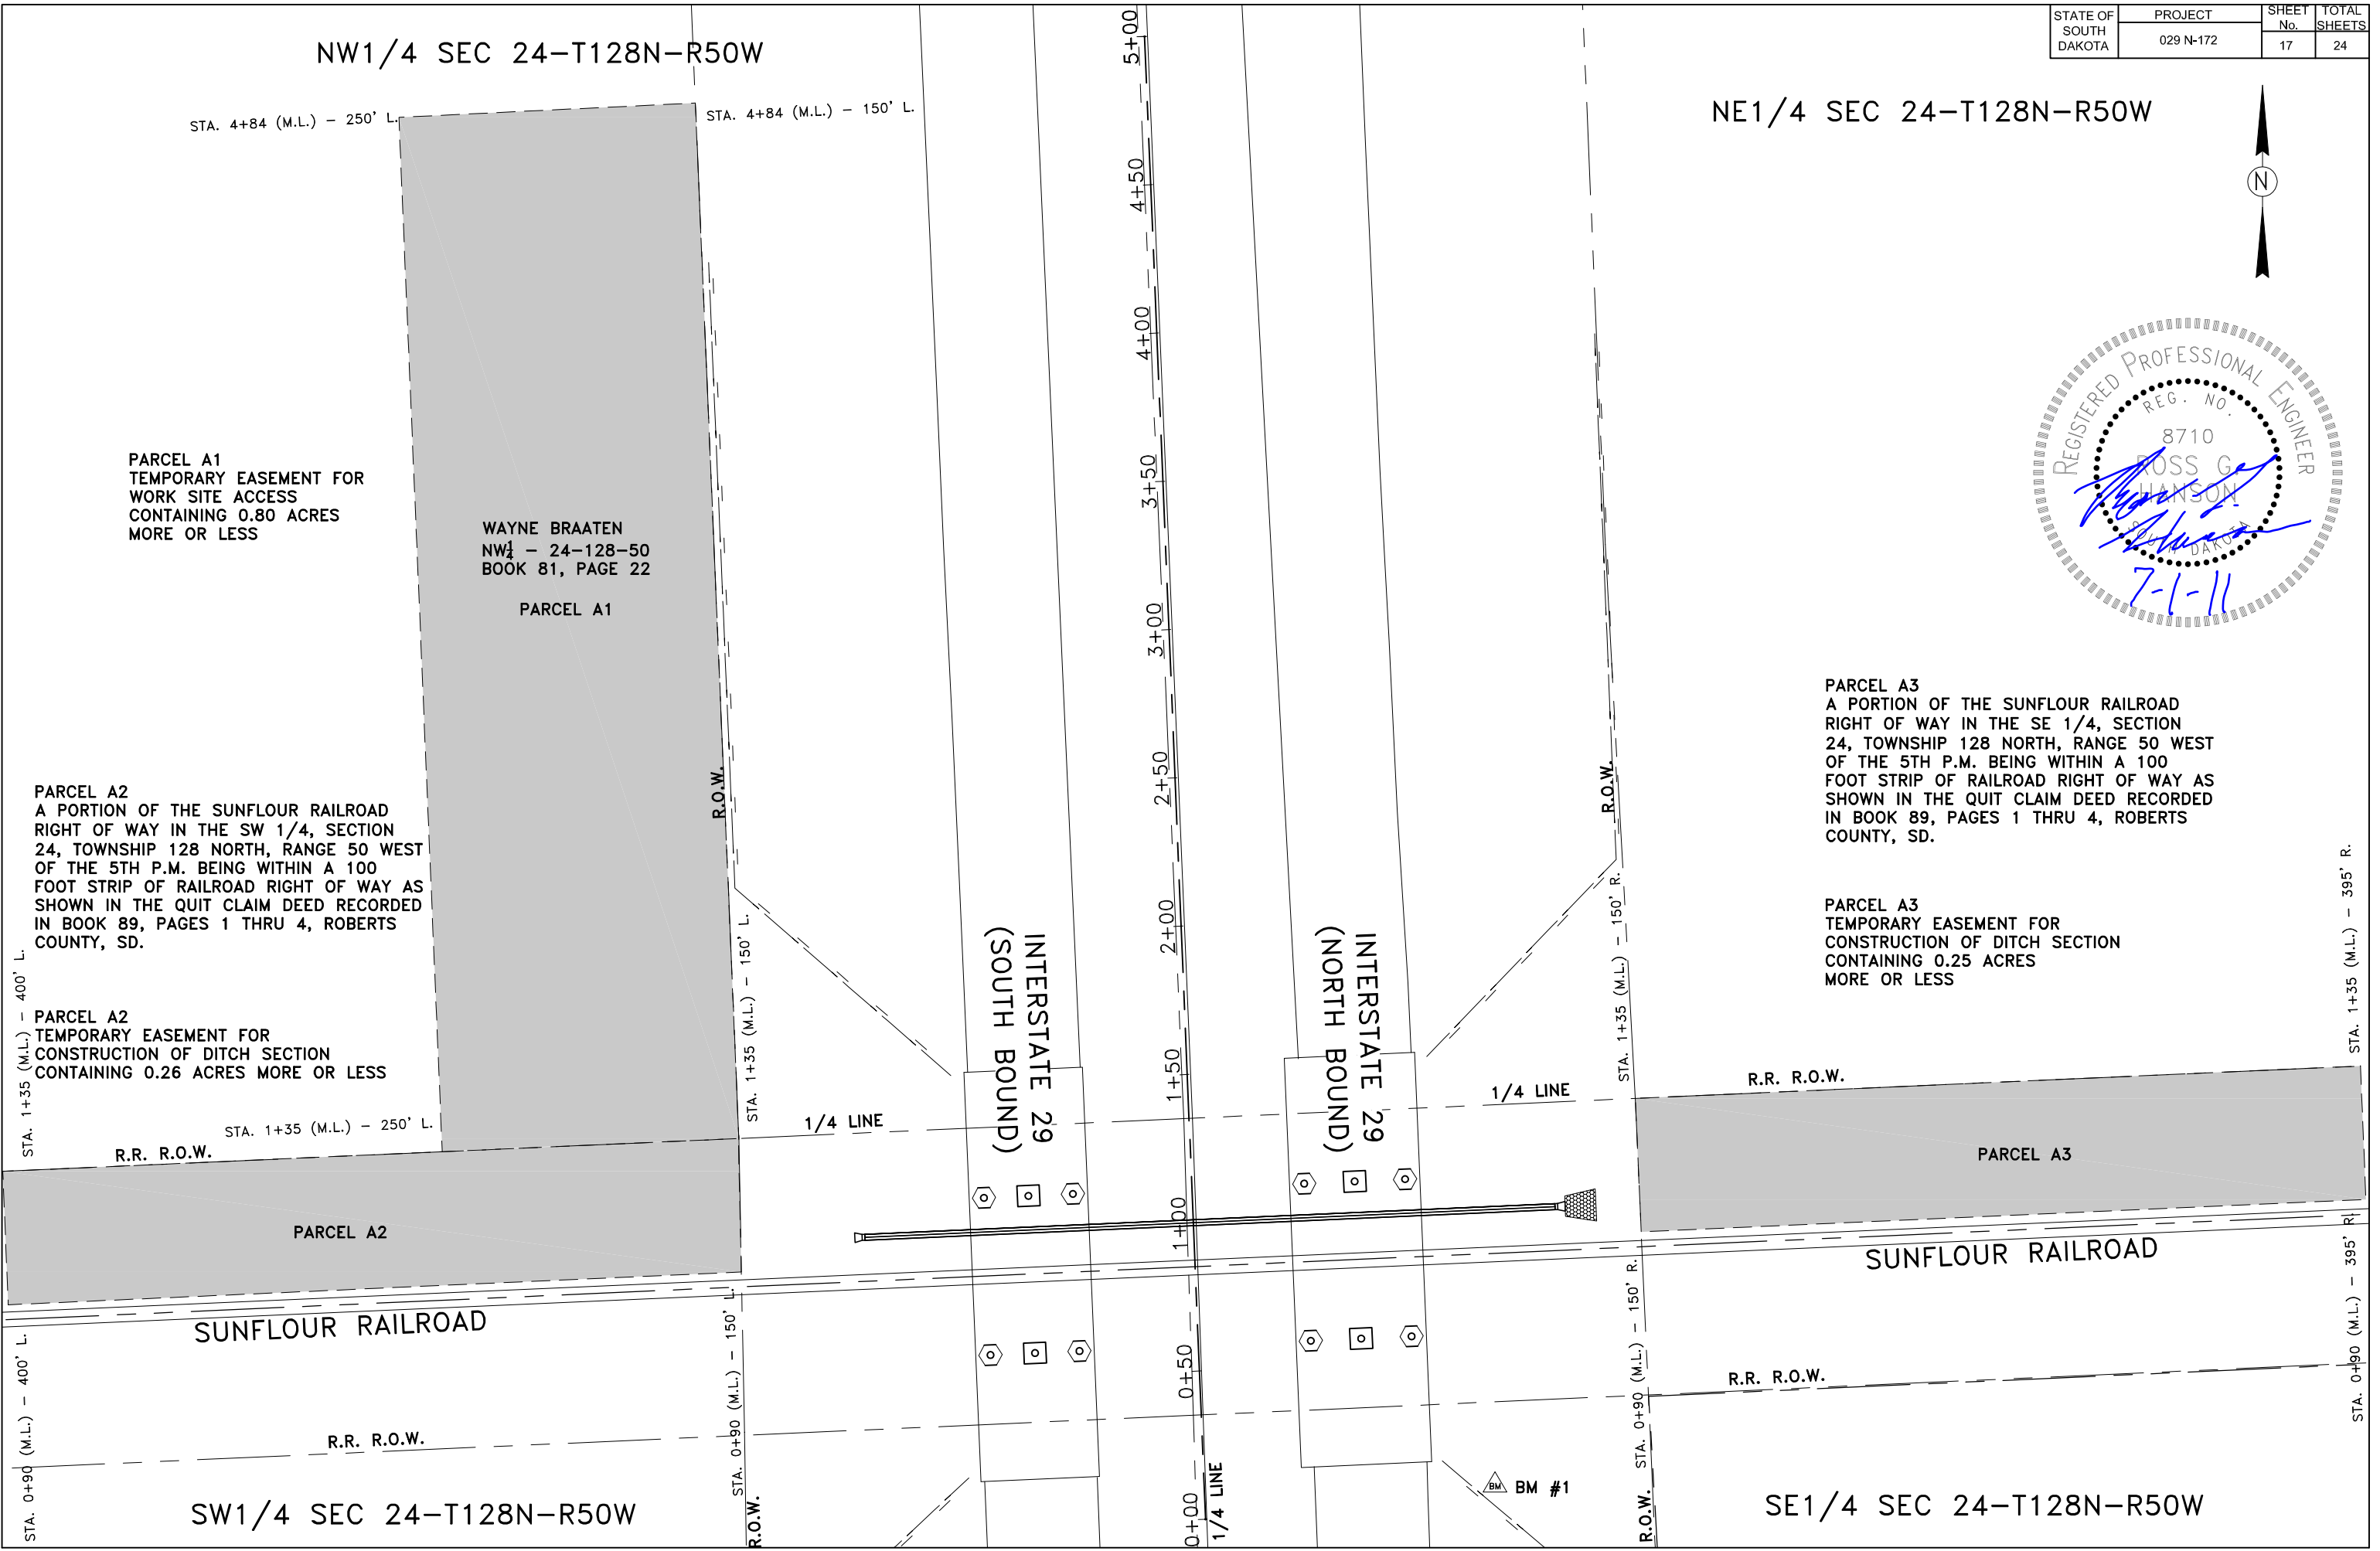 STATE OF SOUTH DAKOTA
PROJECT
029 N-172
SHEET No.
17
TOTAL SHEETS
24
NW1/4 SEC 24-T128N-R50W
NE1/4 SEC 24-T128N-R50W
STA. 4+84 (M.L.) - 250' L.
STA. 4+84 (M.L.) - 150' L.
N
5+00
4+50
4+00
3+50
3+00
2+50
2+00
1+50
1+00
0+50
0+00
REGISTERED PROFESSIONAL ENGINEER
REG. NO.
8710
ROSS G.
HANSON
SOUTH DAKOTA
7-1-11
PARCEL A1
TEMPORARY EASEMENT FOR
WORK SITE ACCESS
CONTAINING 0.80 ACRES
MORE OR LESS
WAYNE BRAATEN
NW1/4 - 24-128-50
BOOK 81, PAGE 22
PARCEL A1
PARCEL A2
A PORTION OF THE SUNFLOUR RAILROAD
RIGHT OF WAY IN THE SW 1/4, SECTION
24, TOWNSHIP 128 NORTH, RANGE 50 WEST
OF THE 5TH P.M. BEING WITHIN A 100
FOOT STRIP OF RAILROAD RIGHT OF WAY AS
SHOWN IN THE QUIT CLAIM DEED RECORDED
IN BOOK 89, PAGES 1 THRU 4, ROBERTS
COUNTY, SD.
PARCEL A2
TEMPORARY EASEMENT FOR
CONSTRUCTION OF DITCH SECTION
CONTAINING 0.26 ACRES MORE OR LESS
PARCEL A3
A PORTION OF THE SUNFLOUR RAILROAD
RIGHT OF WAY IN THE SE 1/4, SECTION
24, TOWNSHIP 128 NORTH, RANGE 50 WEST
OF THE 5TH P.M. BEING WITHIN A 100
FOOT STRIP OF RAILROAD RIGHT OF WAY AS
SHOWN IN THE QUIT CLAIM DEED RECORDED
IN BOOK 89, PAGES 1 THRU 4, ROBERTS
COUNTY, SD.
PARCEL A3
TEMPORARY EASEMENT FOR
CONSTRUCTION OF DITCH SECTION
CONTAINING 0.25 ACRES
MORE OR LESS
R.O.W.
R.O.W.
STA. 1+35 (M.L.) - 400' L.
STA. 1+35 (M.L.) - 250' L.
STA. 1+35 (M.L.) - 150' L.
STA. 1+35 (M.L.) - 150' R.
STA. 1+35 (M.L.) - 395' R.
INTERSTATE 29
(SOUTH BOUND)
INTERSTATE 29
(NORTH BOUND)
R.R. R.O.W.
1/4 LINE
1/4 LINE
R.R. R.O.W.
PARCEL A2
PARCEL A3
SUNFLOUR RAILROAD
SUNFLOUR RAILROAD
STA. 0+90 (M.L.) - 400' L.
STA. 0+90 (M.L.) - 150' L.
STA. 0+90 (M.L.) - 150' R.
STA. 0+90 (M.L.) - 395' R.
R.R. R.O.W.
R.R. R.O.W.
SW1/4 SEC 24-T128N-R50W
R.O.W.
1/4 LINE
BM
BM #1
R.O.W.
SE1/4 SEC 24-T128N-R50W